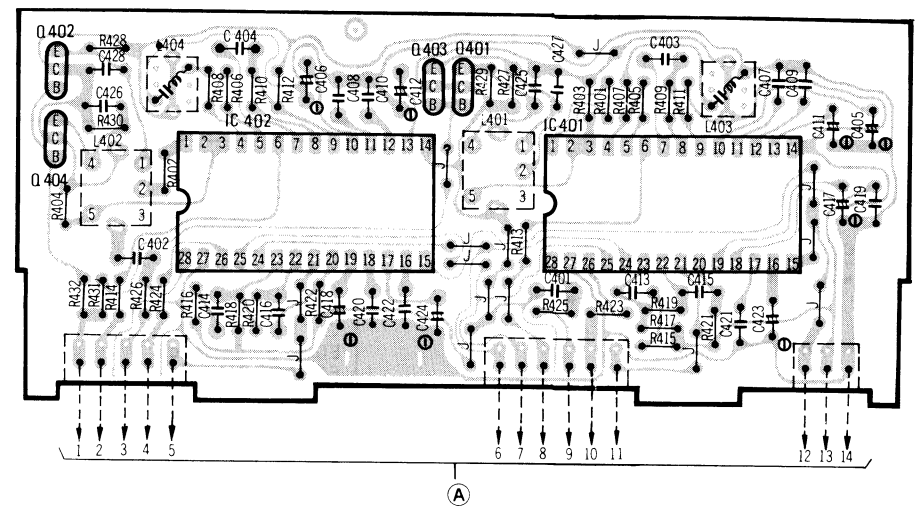 Q402 R428 L404 C404 Q403 Q401 C427 J C403
E C B C428 C406 C408 C410 C412 E C B E C B R429 R427 C425 C407 C409
C426 R408 R406 R410 R412 R403 R401 R407 R405 R409 R411
R430 IC402 L401 IC401 L403 C411 C405
E C B L402 1 2 3 4 5 6 7 8 9 10 11 12 13 14 4 1 1 2 3 4 5 6 7 8 9 10 11 12 13 14
4 1 R402 J 2
Q404 2 J
R404 5 3 5 3 C417 C419
R413 J
C402 J
28 27 26 25 24 23 22 21 20 19 18 17 16 15 J 28 27 26 25 24 23 22 21 20 19 18 17 16 15
R432 R431 R414 R426 R424 R416 C414 R418 R420 C416 J R422 C418 C420 C422 C424 J J C401 C413 C415 J
R425 R423 R419 R421 C421 C423
R417
J J R415 J
1 2 3 4 5 6 7 8 9 10 11 12 13 14
A